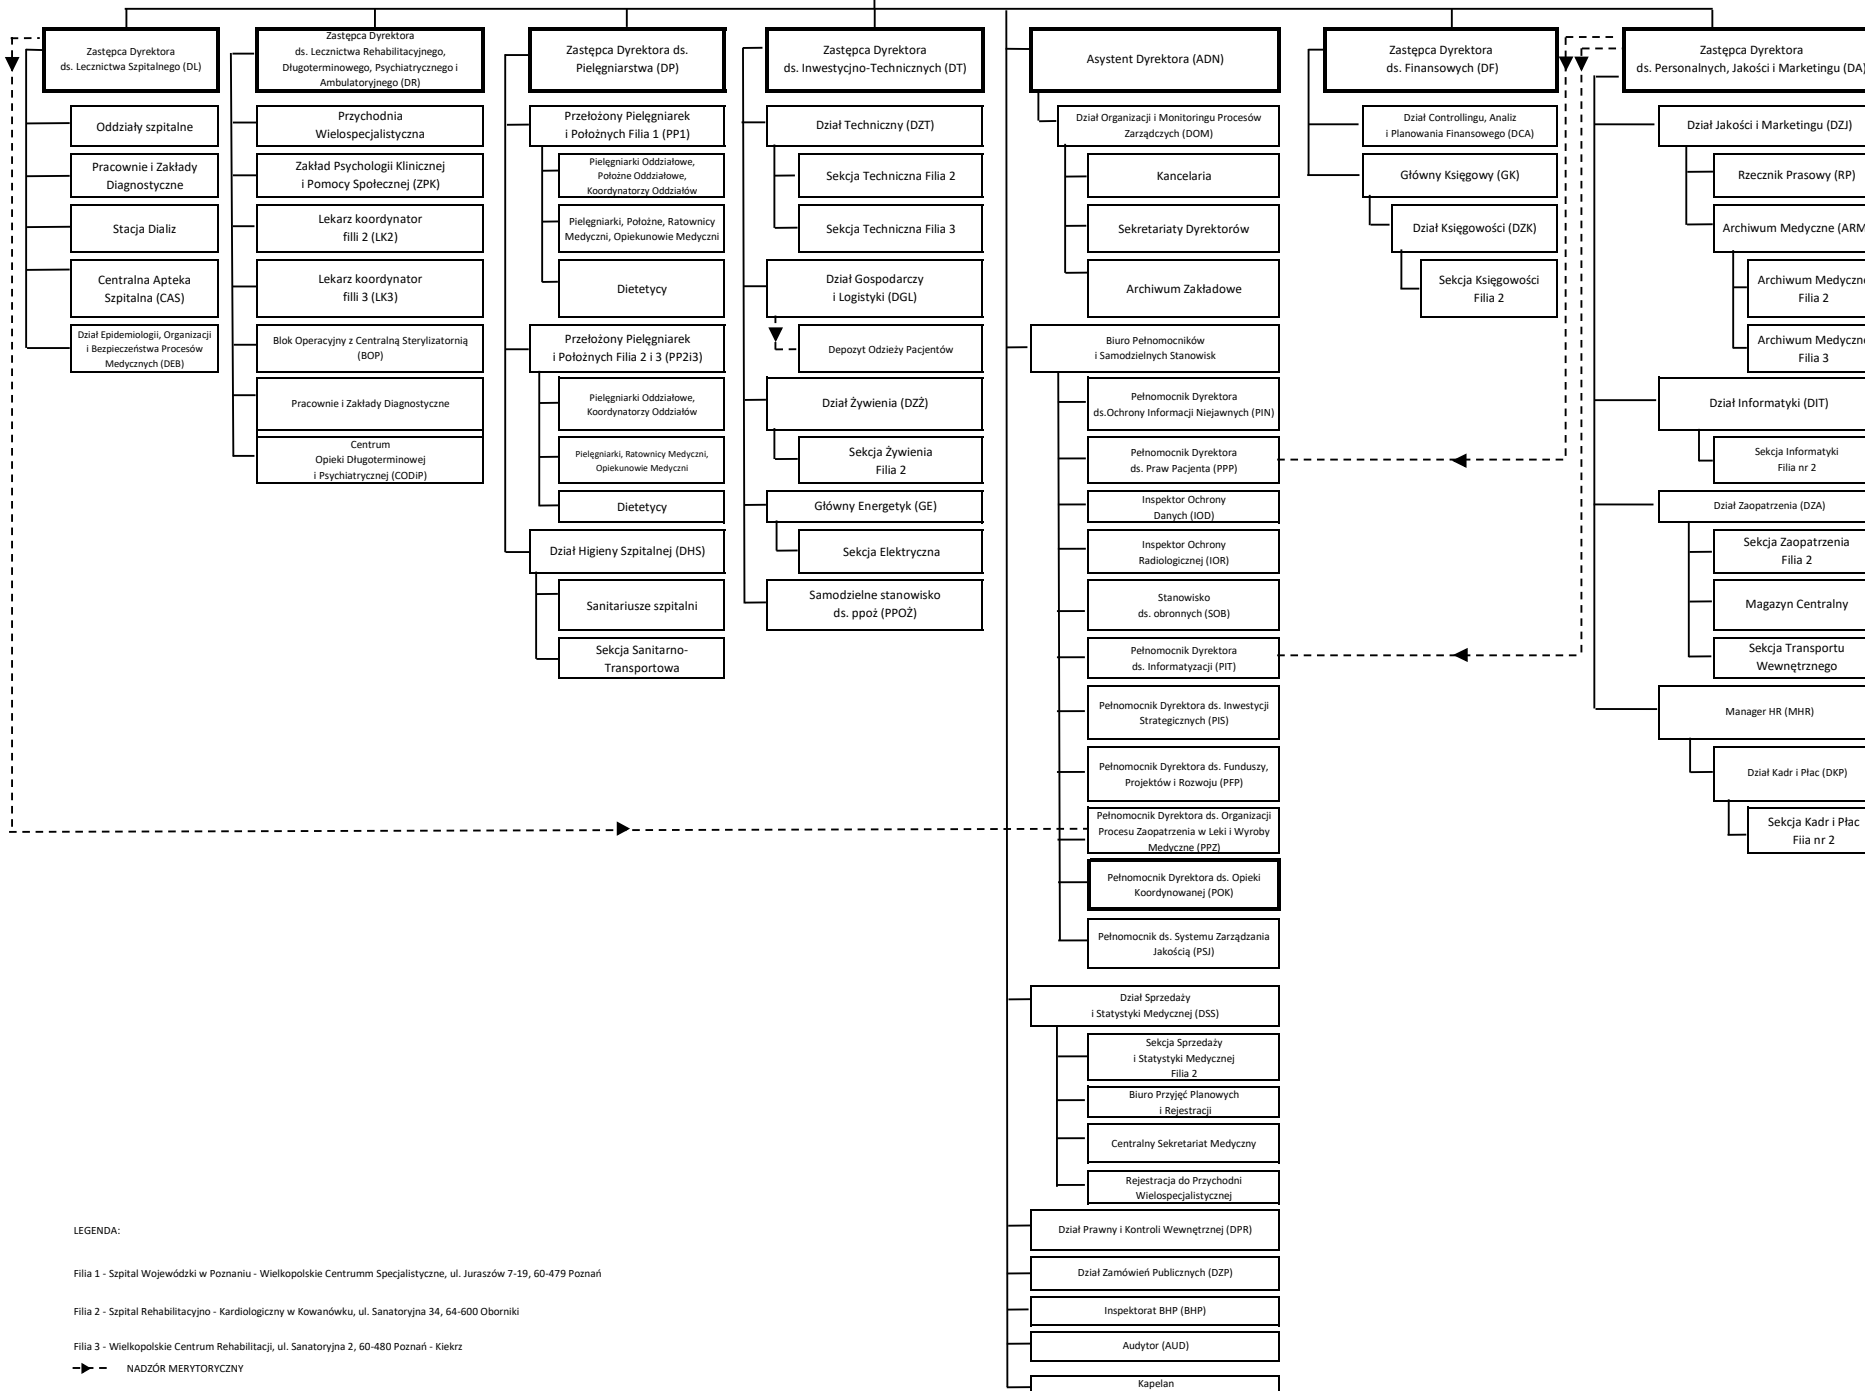 Zastępca Dyrektora
ds. Lecznictwa Szpitalnego (DL)
Oddziały szpitalne
Pracownie i Zakłady
Diagnostyczne
Stacja Dializ
Centralna Apteka
Szpitalna (CAS)
Dział Epidemiologii, Organizacji
i Bezpieczeństwa Procesów
Medycznych (DEB)
Zastępca Dyrektora
ds. Lecznictwa Rehabilitacyjnego,
Długoterminowego, Psychiatrycznego i
Ambulatoryjnego (DR)
Przychodnia
Wielospecjalistyczna
Zakład Psychologii Klinicznej
i Pomocy Społecznej (ZPK)
Lekarz koordynator
filli 2 (LK2)
Lekarz koordynator
filli 3 (LK3)
Blok Operacyjny z Centralną Sterylizatornią
(BOP)
Pracownie i Zakłady Diagnostyczne
Centrum
Opieki Długoterminowej
i Psychiatrycznej (CODiP)
Zastępca Dyrektora ds.
Pielęgniarstwa (DP)
Przełożony Pielęgniarek
i Położnych Filia 1 (PP1)
Pielęgniarki Oddziałowe,
Położne Oddziałowe,
Koordynatorzy Oddziałów
Pielęgniarki, Położne, Ratownicy
Medyczni, Opiekunowie Medyczni
Dietetycy
Przełożony Pielęgniarek
i Położnych Filia 2 i 3 (PP2i3)
Pielęgniarki Oddziałowe,
Koordynatorzy Oddziałów
Pielęgniarki, Ratownicy Medyczni,
Opiekunowie Medyczni
Dietetycy
Dział Higieny Szpitalnej (DHS)
Sanitariusze szpitalni
Sekcja Sanitarno-
Transportowa
Zastępca Dyrektora
ds. Inwestycjno-Technicznych (DT)
Dział Techniczny (DZT)
Sekcja Techniczna Filia 2
Sekcja Techniczna Filia 3
Dział Gospodarczy
i Logistyki (DGL)
Depozyt Odzieży Pacjentów
Dział Żywienia (DZŻ)
Sekcja Żywienia
Filia 2
Główny Energetyk (GE)
Sekcja Elektryczna
Samodzielne stanowisko
ds. ppoż (PPOŻ)
Asystent Dyrektora (ADN)
Dział Organizacji i Monitoringu Procesów
Zarządczych (DOM)
Kancelaria
Sekretariaty Dyrektorów
Archiwum Zakładowe
Biuro Pełnomocników
i Samodzielnych Stanowisk
Pełnomocnik Dyrektora
ds.Ochrony Informacji Niejawnych (PIN)
Pełnomocnik Dyrektora
ds. Praw Pacjenta (PPP)
Inspektor Ochrony
Danych (IOD)
Inspektor Ochrony
Radiologicznej (IOR)
Stanowisko
ds. obronnych (SOB)
Pełnomocnik Dyrektora
ds. Informatyzacji (PIT)
Pełnomocnik Dyrektora ds. Inwestycji
Strategicznych (PIS)
Pełnomocnik Dyrektora ds. Funduszy,
Projektów i Rozwoju (PFP)
Pełnomocnik Dyrektora ds. Organizacji
Procesu Zaopatrzenia w Leki i Wyroby
Medyczne (PPZ)
Pełnomocnik Dyrektora ds. Opieki
Koordynowanej (POK)
Pełnomocnik ds. Systemu Zarządzania
Jakością (PSJ)
Dział Sprzedaży
i Statystyki Medycznej (DSS)
Sekcja Sprzedaży
i Statystyki Medycznej
Filia 2
Biuro Przyjęć Planowych
i Rejestracji
Centralny Sekretariat Medyczny
Rejestracja do Przychodni
Wielospecjalistycznej
Dział Prawny i Kontroli Wewnętrznej (DPR)
Dział Zamówień Publicznych (DZP)
Inspektorat BHP (BHP)
Audytor (AUD)
Kapelan
Zastępca Dyrektora
ds. Finansowych (DF)
Dział Controllingu, Analiz
i Planowania Finansowego (DCA)
Główny Księgowy (GK)
Dział Księgowości (DZK)
Sekcja Księgowości
Filia 2
Zastępca Dyrektora
ds. Personalnych, Jakości i Marketingu (DA)
Dział Jakości i Marketingu (DZJ)
Rzecznik Prasowy (RP)
Archiwum Medyczne (ARM
Archiwum Medyczne
Filia 2
Archiwum Medyczne
Filia 3
Dział Informatyki (DIT)
Sekcja Informatyki
Filia nr 2
Dział Zaopatrzenia (DZA)
Sekcja Zaopatrzenia
Filia 2
Magazyn Centralny
Sekcja Transportu
Wewnętrznego
Manager HR (MHR)
Dział Kadr i Płac (DKP)
Sekcja Kadr i Płac
Fiia nr 2
LEGENDA:
Filia 1 - Szpital Wojewódzki w Poznaniu - Wielkopolskie Centrumm Specjalistyczne, ul. Juraszów 7-19, 60-479 Poznań
Filia 2 - Szpital Rehabilitacyjno - Kardiologiczny w Kowanówku, ul. Sanatoryjna 34, 64-600 Oborniki
Filia 3 - Wielkopolskie Centrum Rehabilitacji, ul. Sanatoryjna 2, 60-480 Poznań - Kiekrz
NADZÓR MERYTORYCZNY